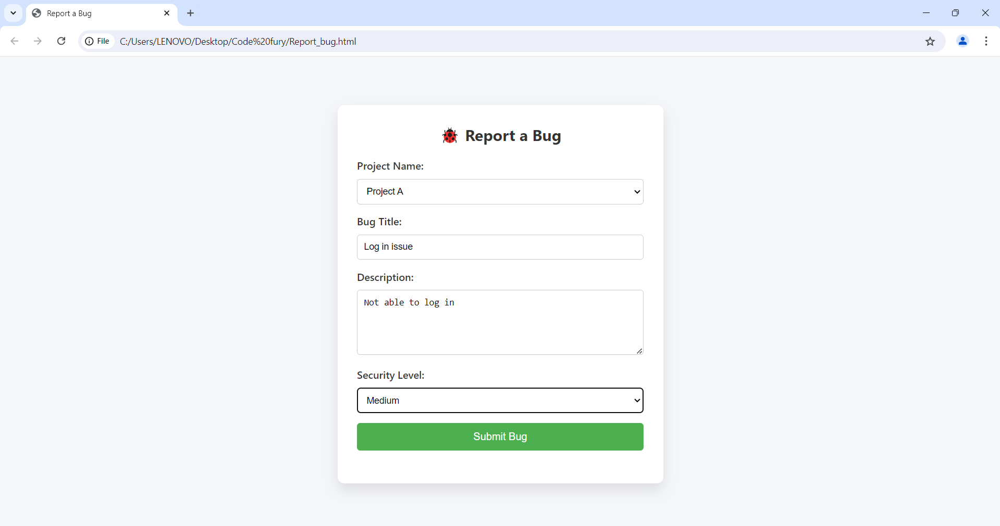 Report a Bug
File
C:/Users/LENOVO/Desktop/Code%20fury/Report_bug.html
Report a Bug
Project Name:
Project A
Bug Title:
Log in issue
Description:
Not able to log in
Security Level:
Medium
Submit Bug